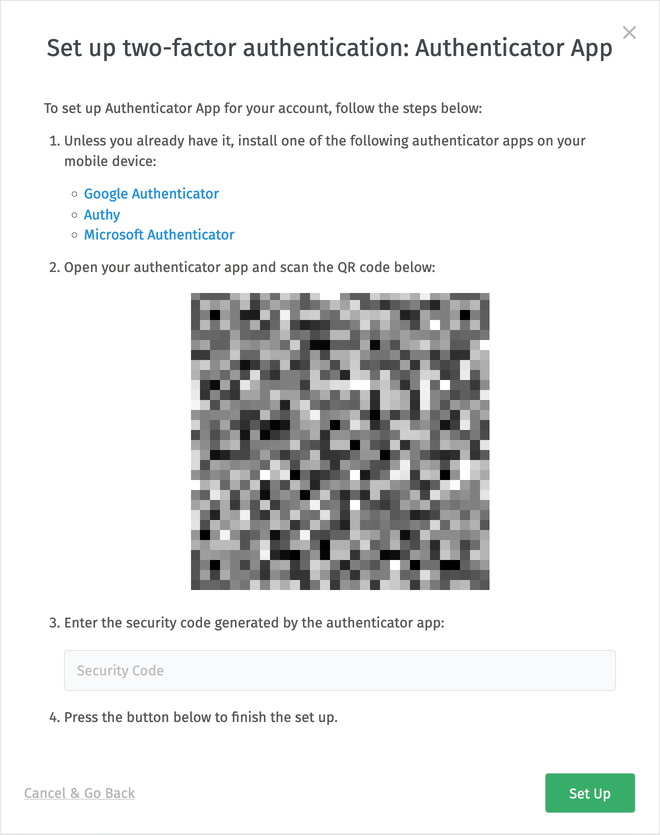 Set up two-factor authentication: Authenticator App
To set up Authenticator App for your account, follow the steps below:
1. Unless you already have it, install one of the following authenticator apps on your
mobile device:
Google Authenticator
Authy
Microsoft Authenticator
2. Open your authenticator app and scan the QR code below:
3. Enter the security code generated by the authenticator app:
Security Code
4. Press the button below to finish the set up.
Cancel & Go Back
Set Up